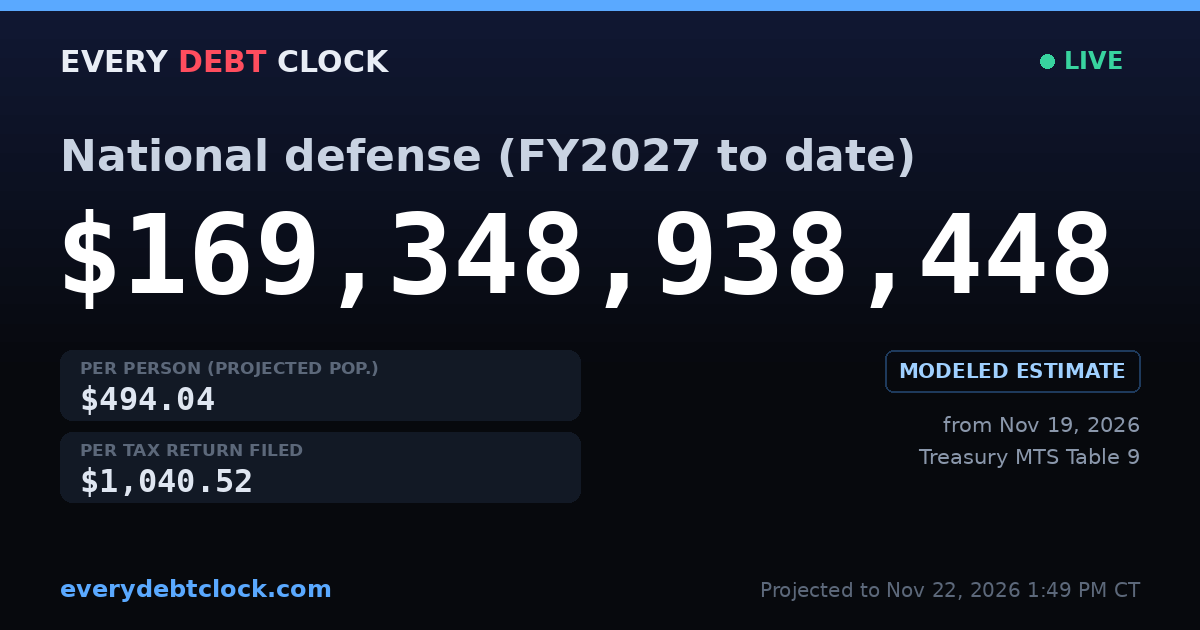 EVERY DEBT CLOCK
LIVE
National defense (FY2027 to date)
$169,348,938,448
PER PERSON (PROJECTED POP.)
$494.04
PER TAX RETURN FILED
$1,040.52
MODELED ESTIMATE
from Nov 19, 2026
Treasury MTS Table 9
everydebtclock.com
Projected to Nov 22, 2026 1:49 PM CT